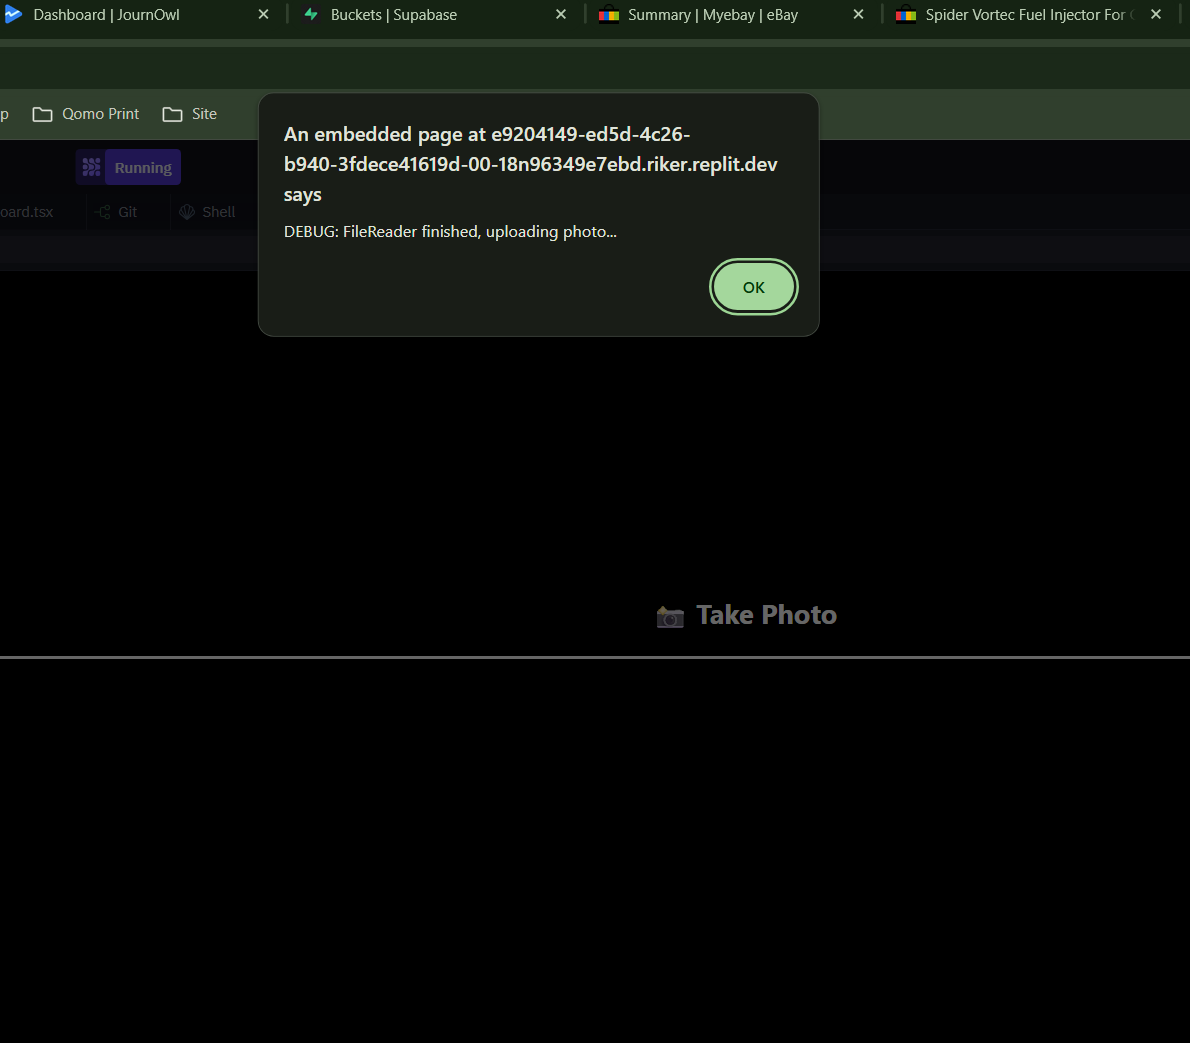 Dashboard | JournOwl
Buckets | Supabase
Summary | Myebay | eBay
Spider Vortec Fuel Injector For
p
Qomo Print
Site
An embedded page at e9204149-ed5d-4c26-
b940-3fdece41619d-00-18n96349e7ebd.riker.replit.dev
says
DEBUG: FileReader finished, uploading photo...
OK
Running
oard.tsx
Git
Shell
Take Photo